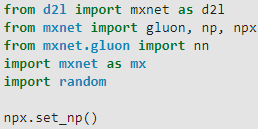 from d2l import mxnet as d2l
from mxnet import gluon, np, npx
from mxnet.gluon import nn
import mxnet as mx
import random

npx.set_np()